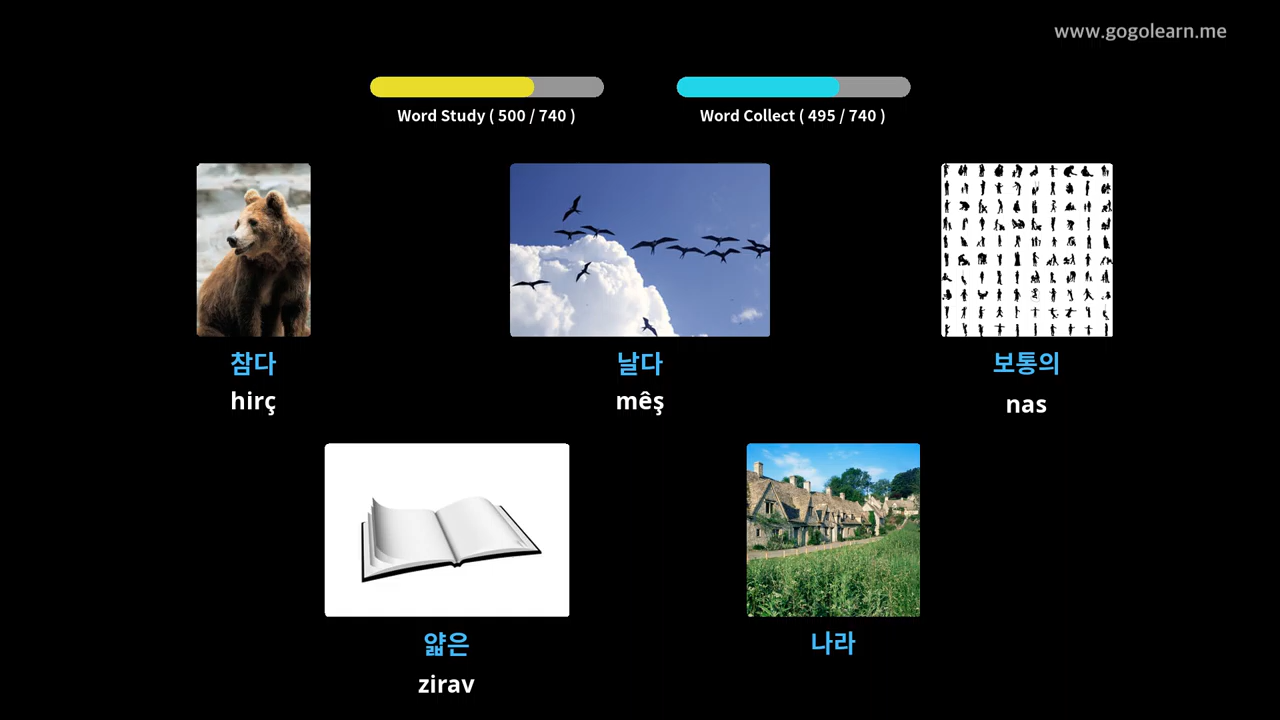 www.gogolearn.me
Word Study ( 500 / 740 )
Word Collect ( 495 / 740 )
참다
hirç
날다
mêş
보통의
nas
얇은
zirav
나라